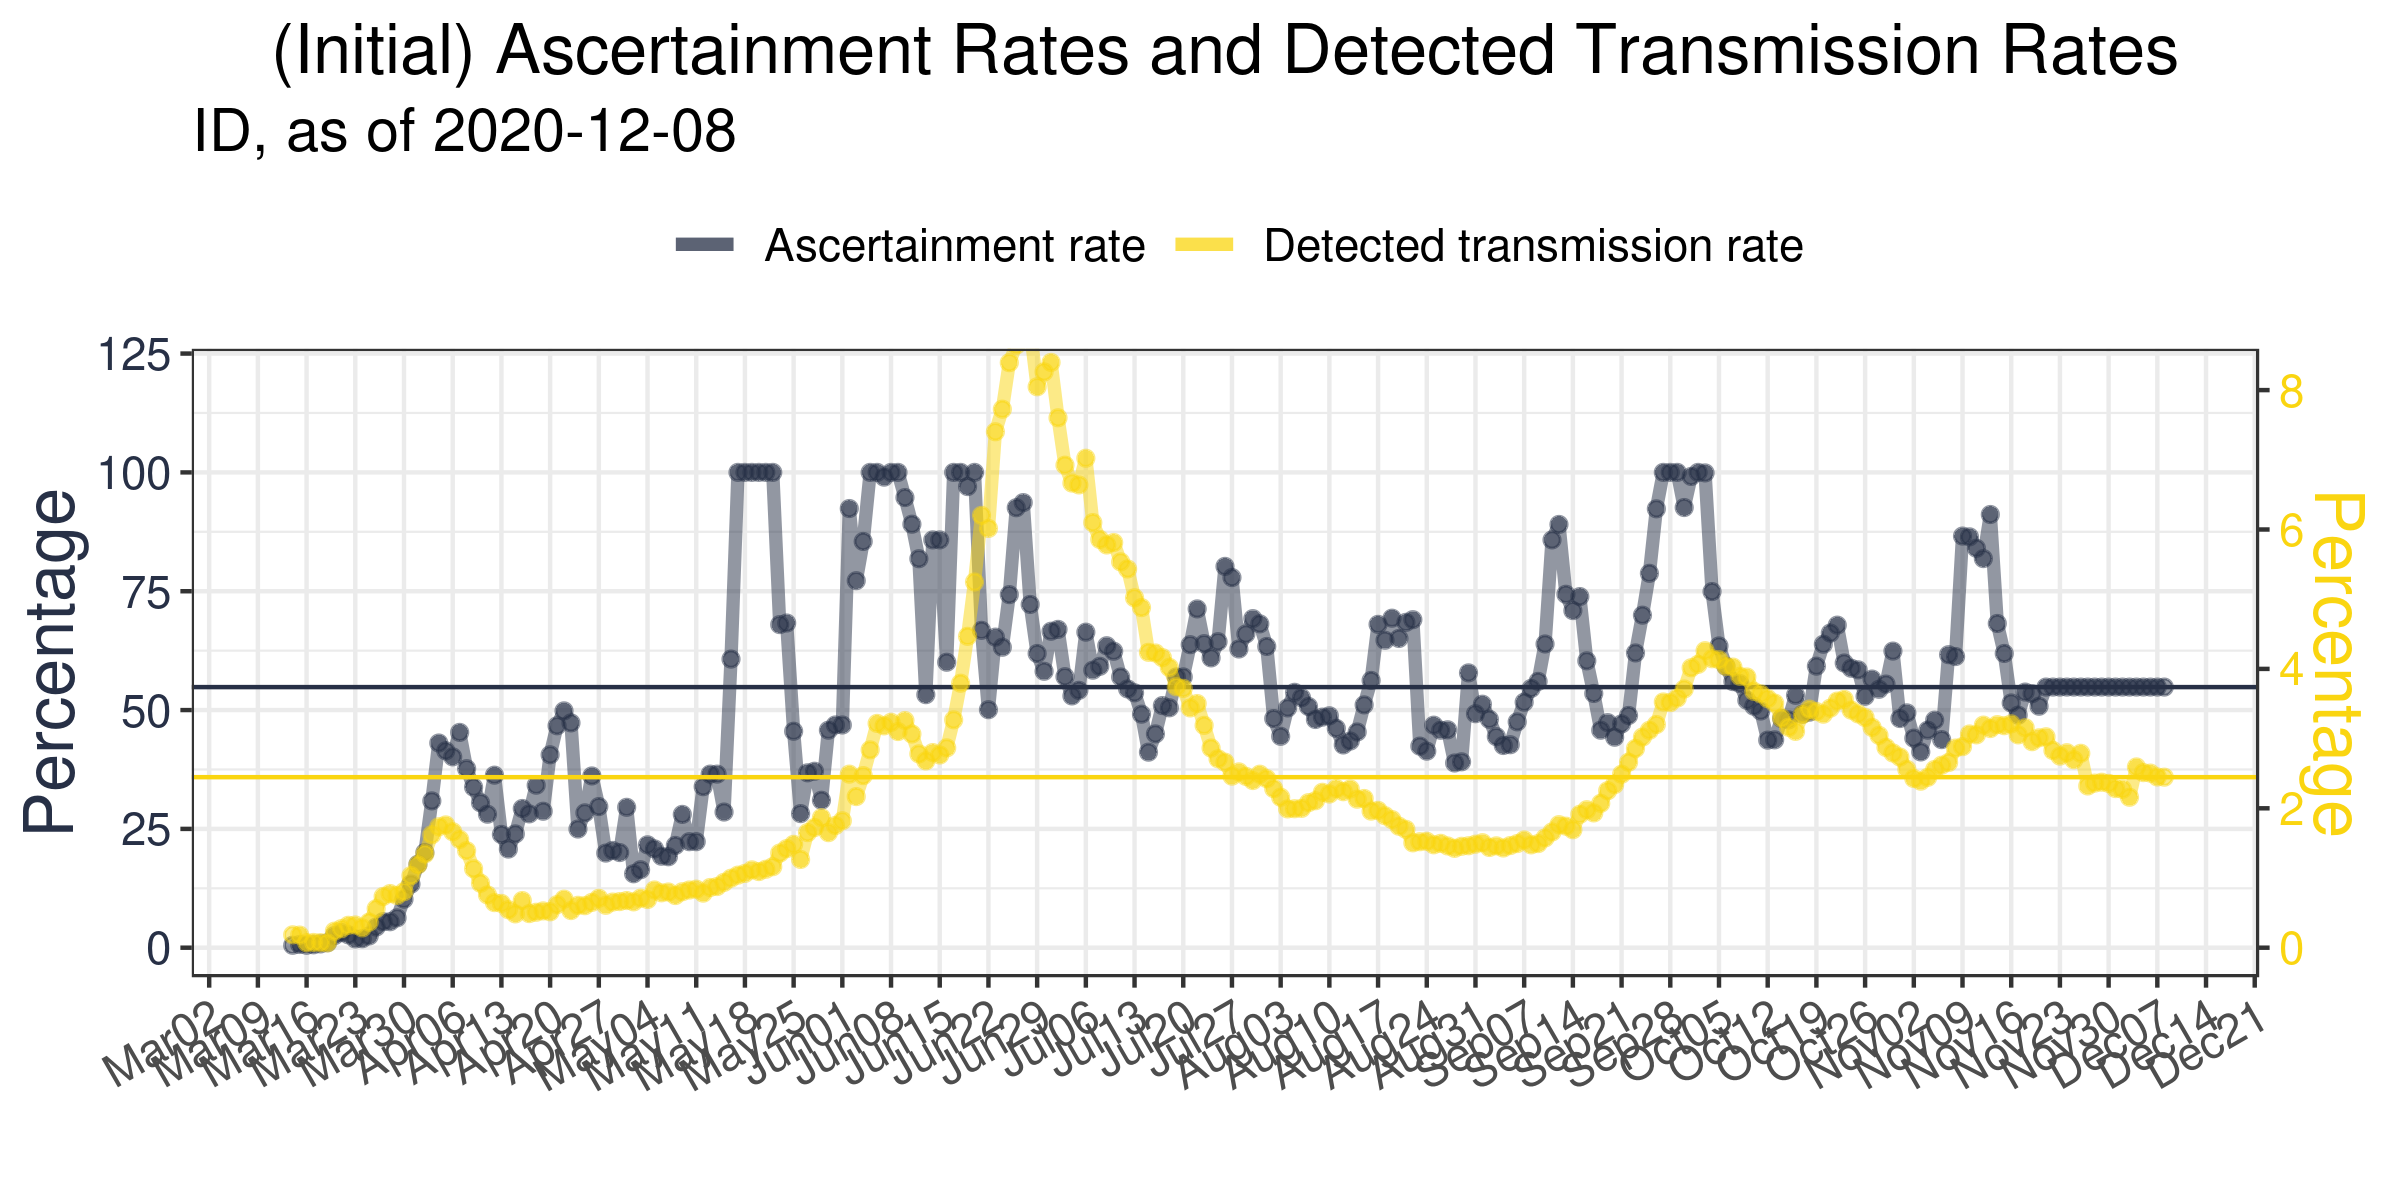 (Initial) Ascertainment Rates and Detected Transmission Rates
ID, as of 2020-12-08
Ascertainment rate Detected transmission rate
Percentage
125
100
75
50
25
0
8
6
4
2
0
Percentage
Mar02 Mar09 Mar16 Mar23 Mar30 Apr06 Apr13 Apr20 Apr27 May04 May11 May18 May25 Jun01 Jun08 Jun15 Jun22 Jun29 Jul06 Jul13 Jul20 Jul27 Aug03 Aug10 Aug17 Aug24 Aug31 Sep07 Sep14 Sep21 Sep28 Oct05 Oct12 Oct19 Oct26 Nov02 Nov09 Nov16 Nov23 Nov30 Dec07 Dec14 Dec21